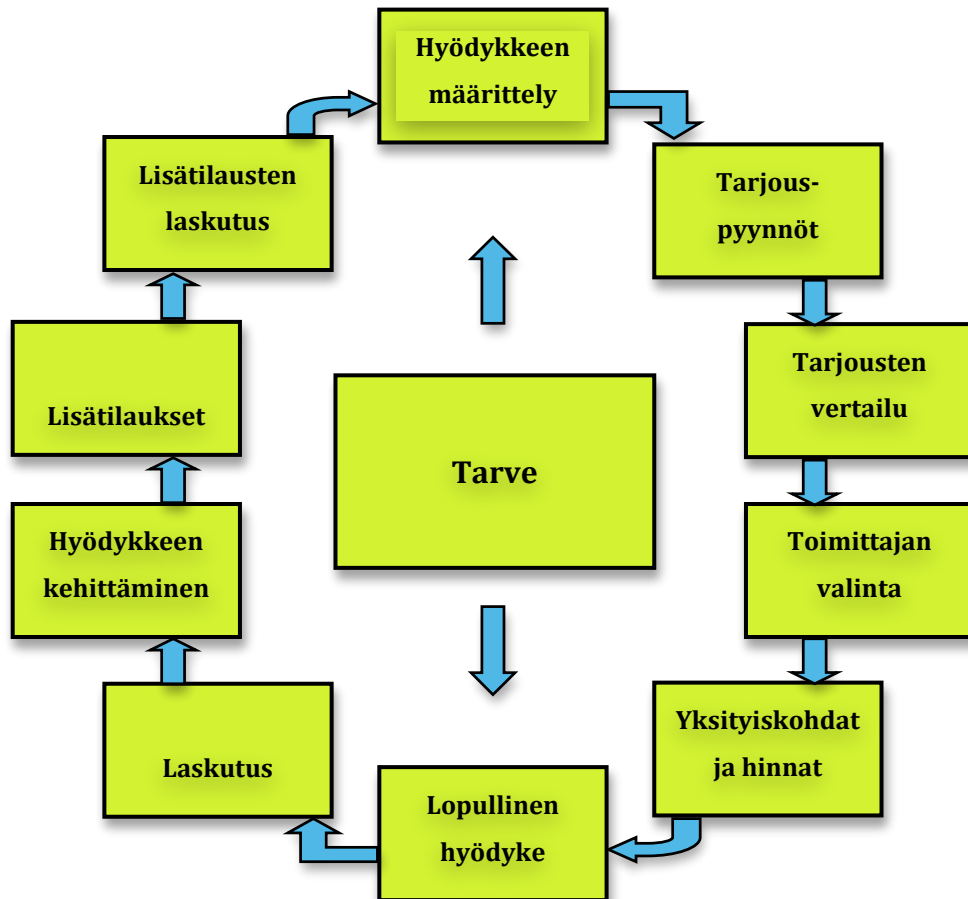 Hyödykkeen
määrittely
Tarjous-
pyynnöt
Tarjousten
vertailu
Toimittajan
valinta
Yksityiskohdat
ja hinnat
Lopullinen
hyödyke
Laskutus
Hyödykkeen
kehittäminen
Lisätilaukset
Lisätilausten
laskutus
Tarve